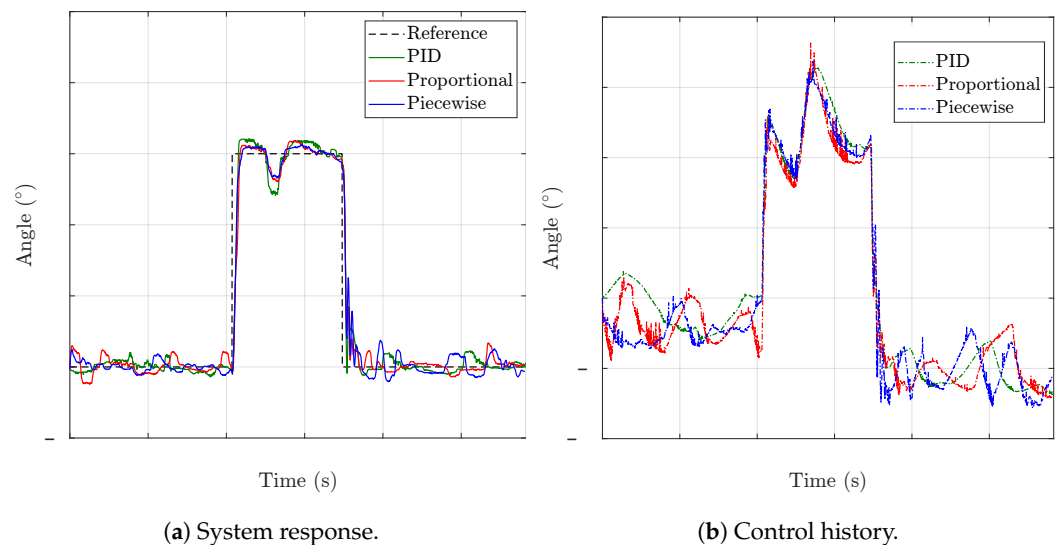 Reference
PID
Proportional
Piecewise
Angle (°)
−
Time (s)
(a) System response.
PID
Proportional
Piecewise
Angle (°)
−
Time (s)
(b) Control history.